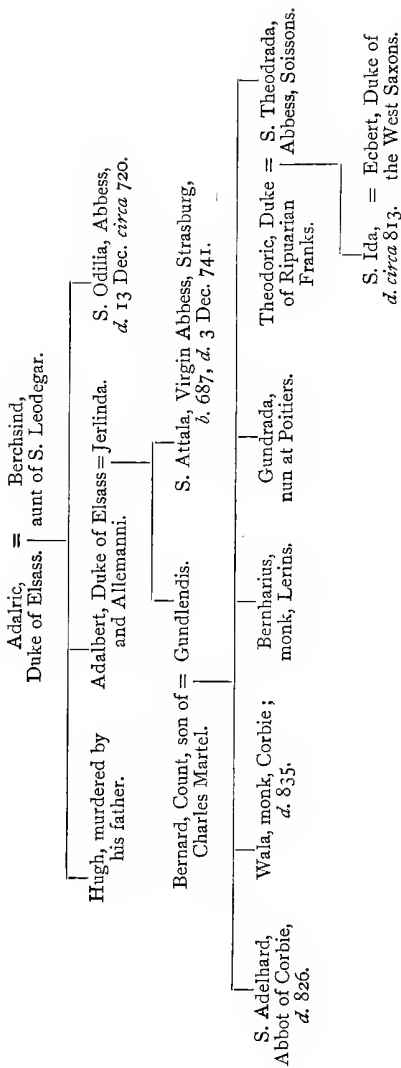 Adalric, = Berchsind,
Duke of Elsass. aunt of S. Leodegar.
Hugh, murdered by his father.
Adalbert, Duke of Elsass = Jerlinda.
and Allemanni.
S. Odilia, Abbess,
d. 13 Dec. circa 720.
Bernard, Count, son of = Gundlendis.
Charles Martel.
S. Attala, Virgin Abbess, Strasburg,
b. 687, d. 3 Dec. 741.
S. Adelhard,
Abbot of Corbie,
d. 826.
Wala, monk, Corbie;
d. 835.
Bernharius,
monk, Lerins.
Gundrada,
nun at Poitiers.
Theodoric, Duke = S. Theodrada,
of Ripuarian Abbess, Soissons.
Franks.
S. Ida, = Ecbert, Duke of
d. circa 813. the West Saxons.